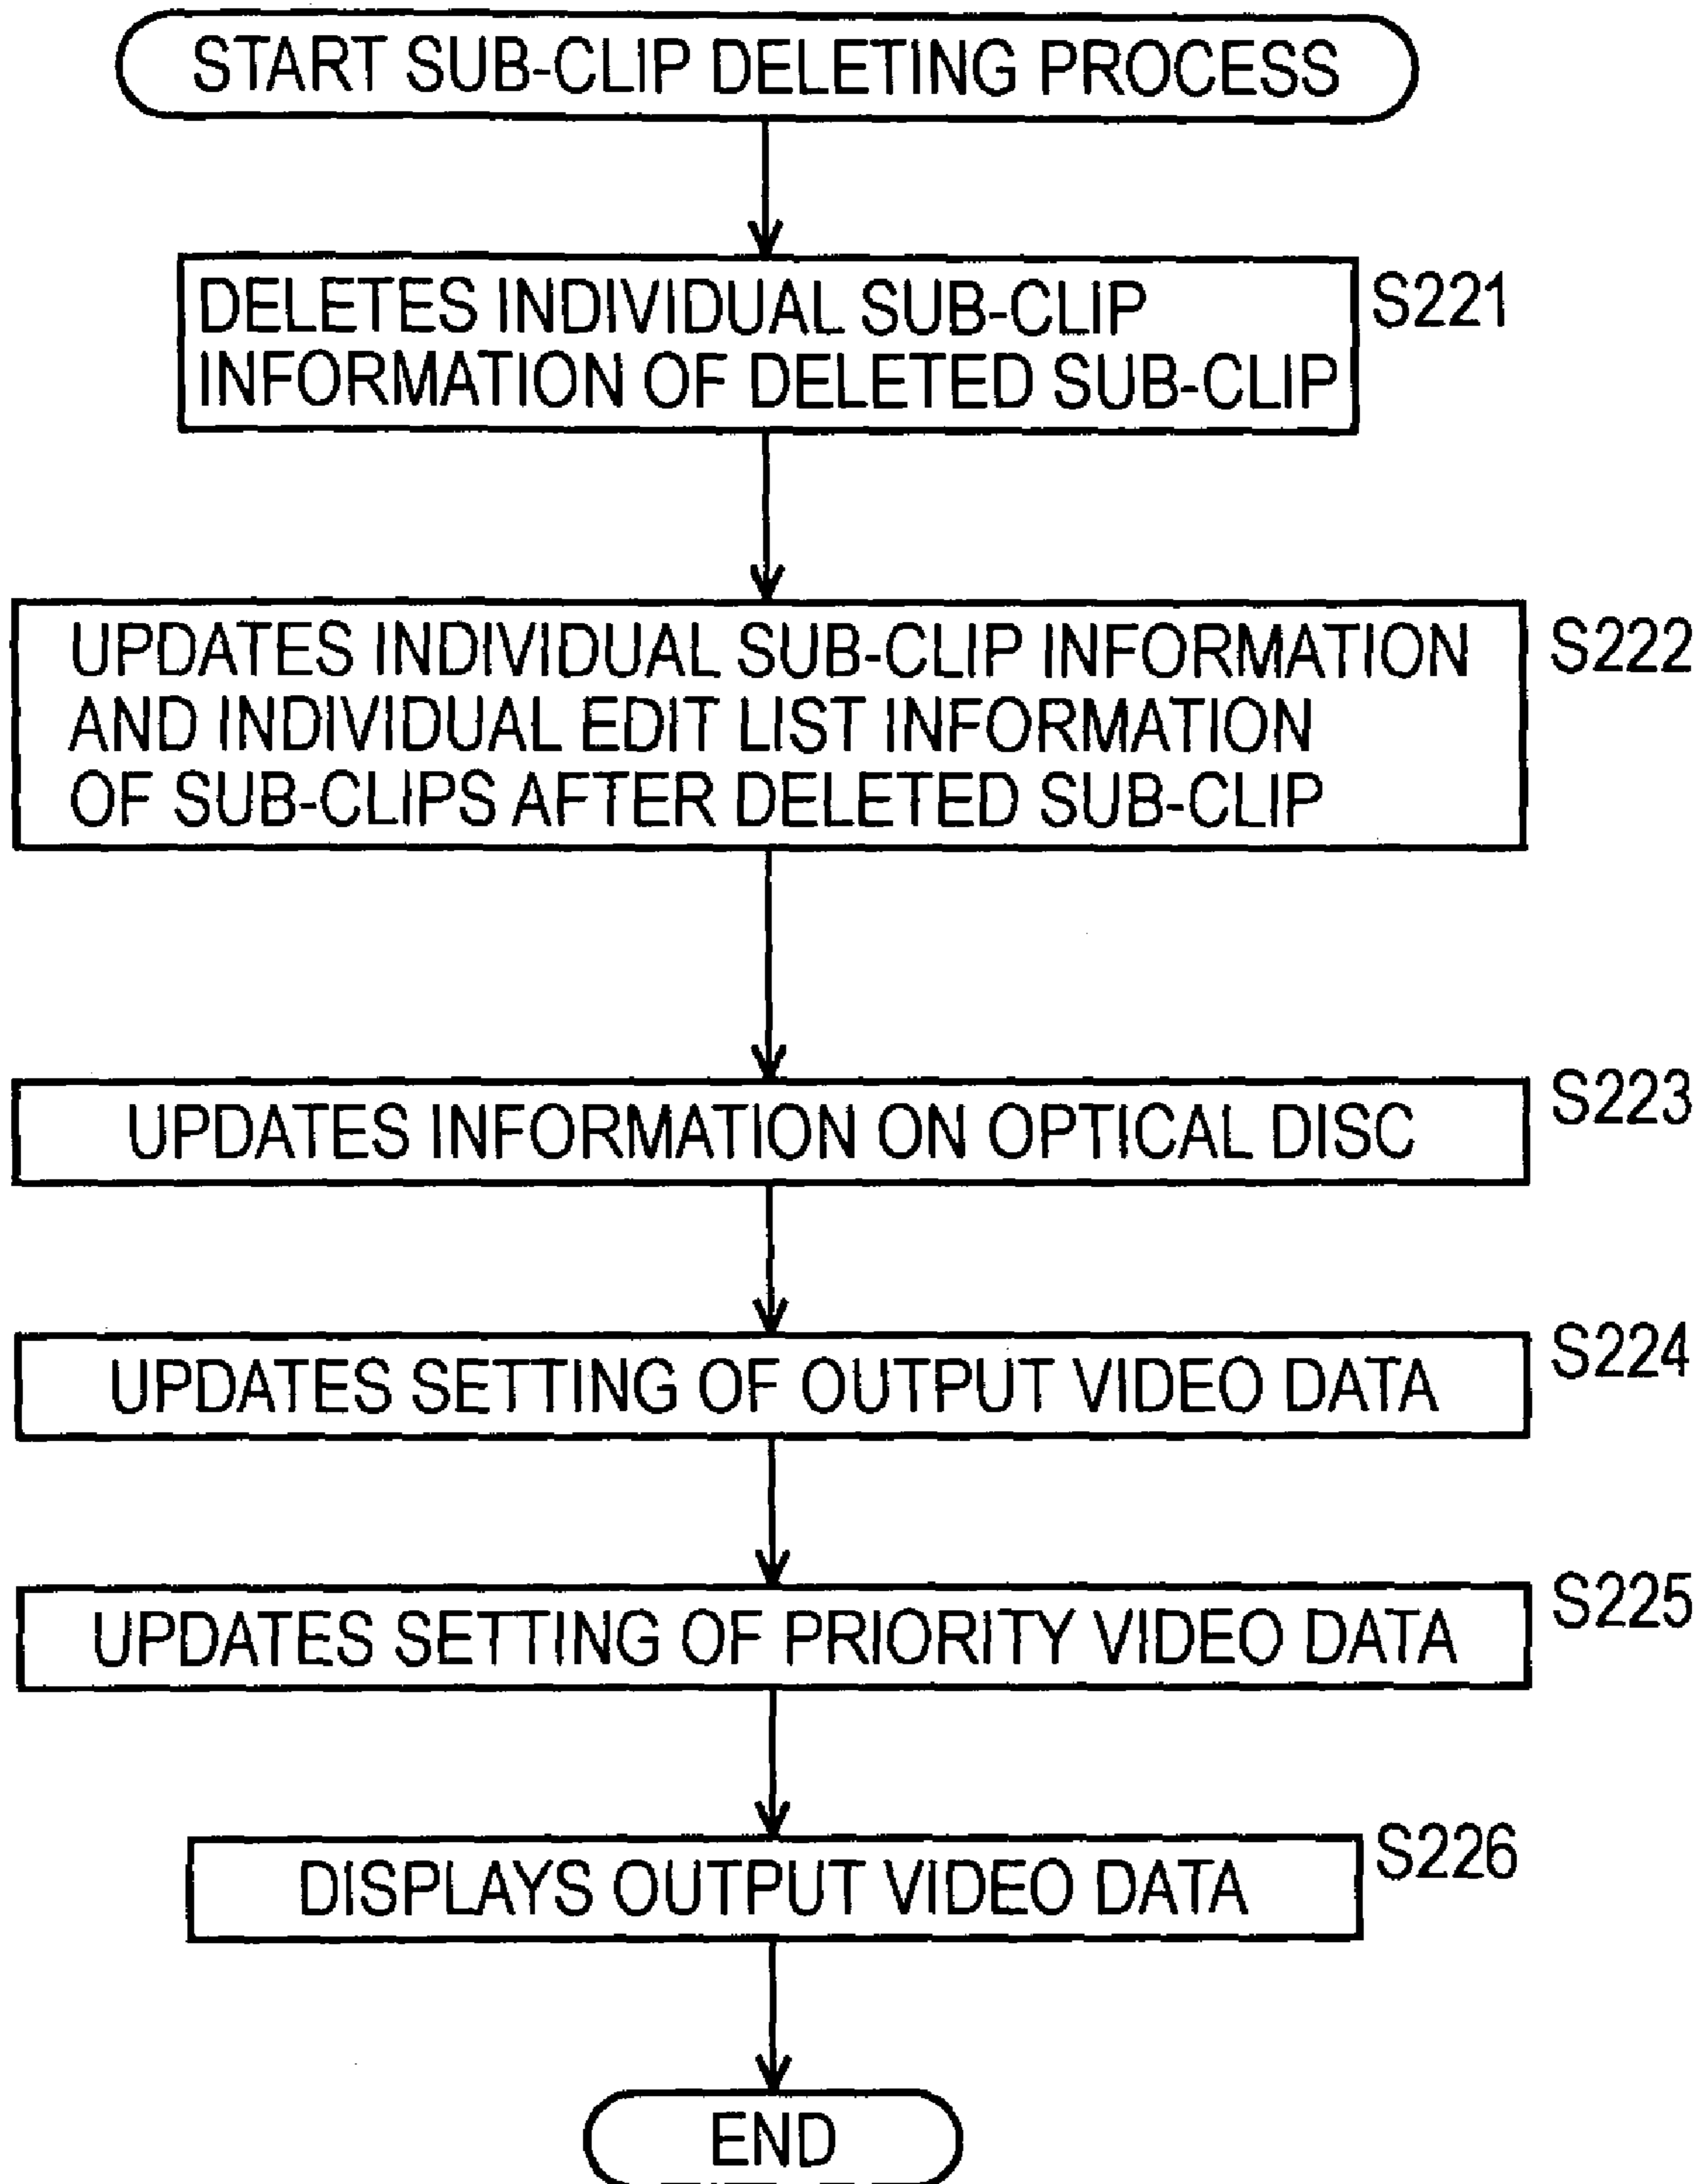 START SUB-CLIP DELETING PROCESS
DELETES INDIVIDUAL SUB-CLIP
INFORMATION OF DELETED SUB-CLIP
S221
UPDATES INDIVIDUAL SUB-CLIP INFORMATION
AND INDIVIDUAL EDIT LIST INFORMATION
OF SUB-CLIPS AFTER DELETED SUB-CLIP
S222
UPDATES INFORMATION ON OPTICAL DISC
S223
UPDATES SETTING OF OUTPUT VIDEO DATA
S224
UPDATES SETTING OF PRIORITY VIDEO DATA
S225
DISPLAYS OUTPUT VIDEO DATA
S226
END